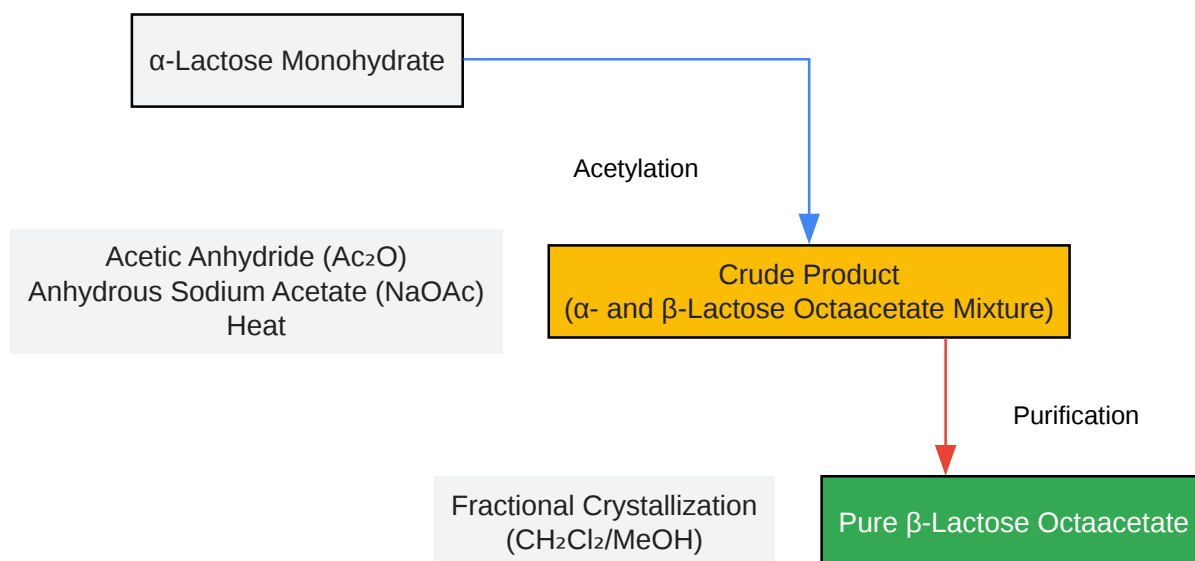 α-Lactose Monohydrate
Acetylation
Acetic Anhydride (Ac₂O)
Anhydrous Sodium Acetate (NaOAc)
Heat
Crude Product
(α- and β-Lactose Octaacetate Mixture)
Purification
Fractional Crystallization
(CH₂Cl₂/MeOH)
Pure β-Lactose Octaacetate